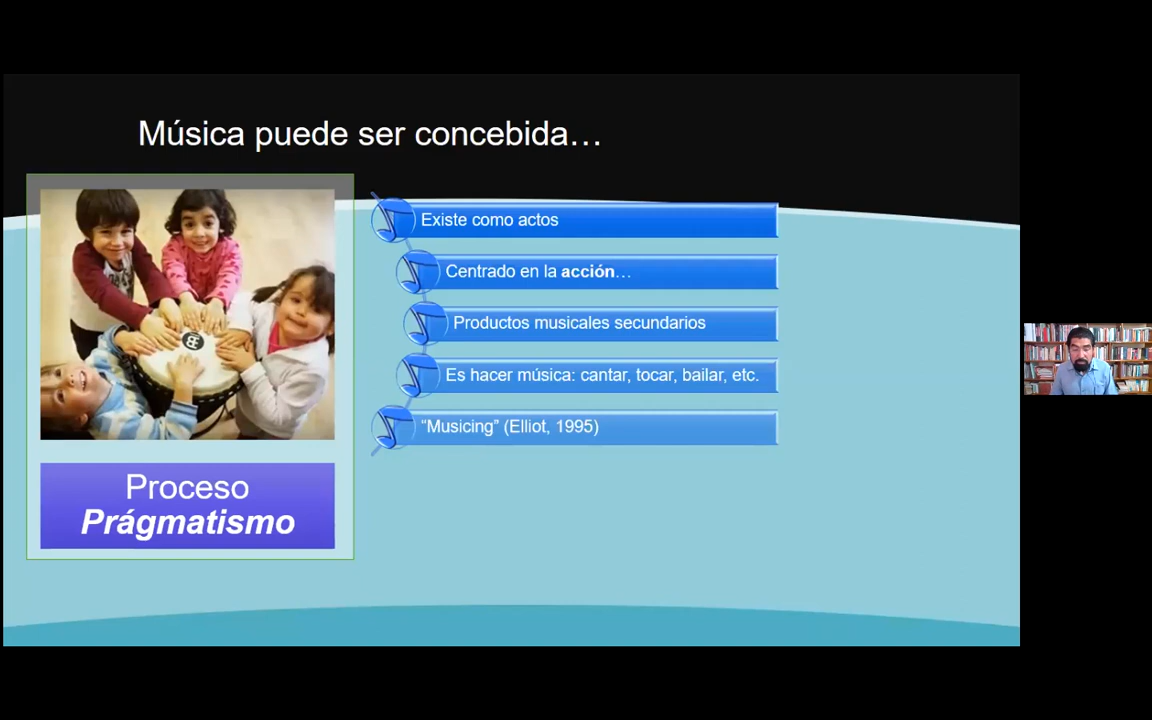 Música puede ser concebida…
Existe como actos
Centrado en la acción…
Productos musicales secundarios
Es hacer música: cantar, tocar, bailar, etc.
“Musicing” (Elliot, 1995)
Proceso
Prágmatismo